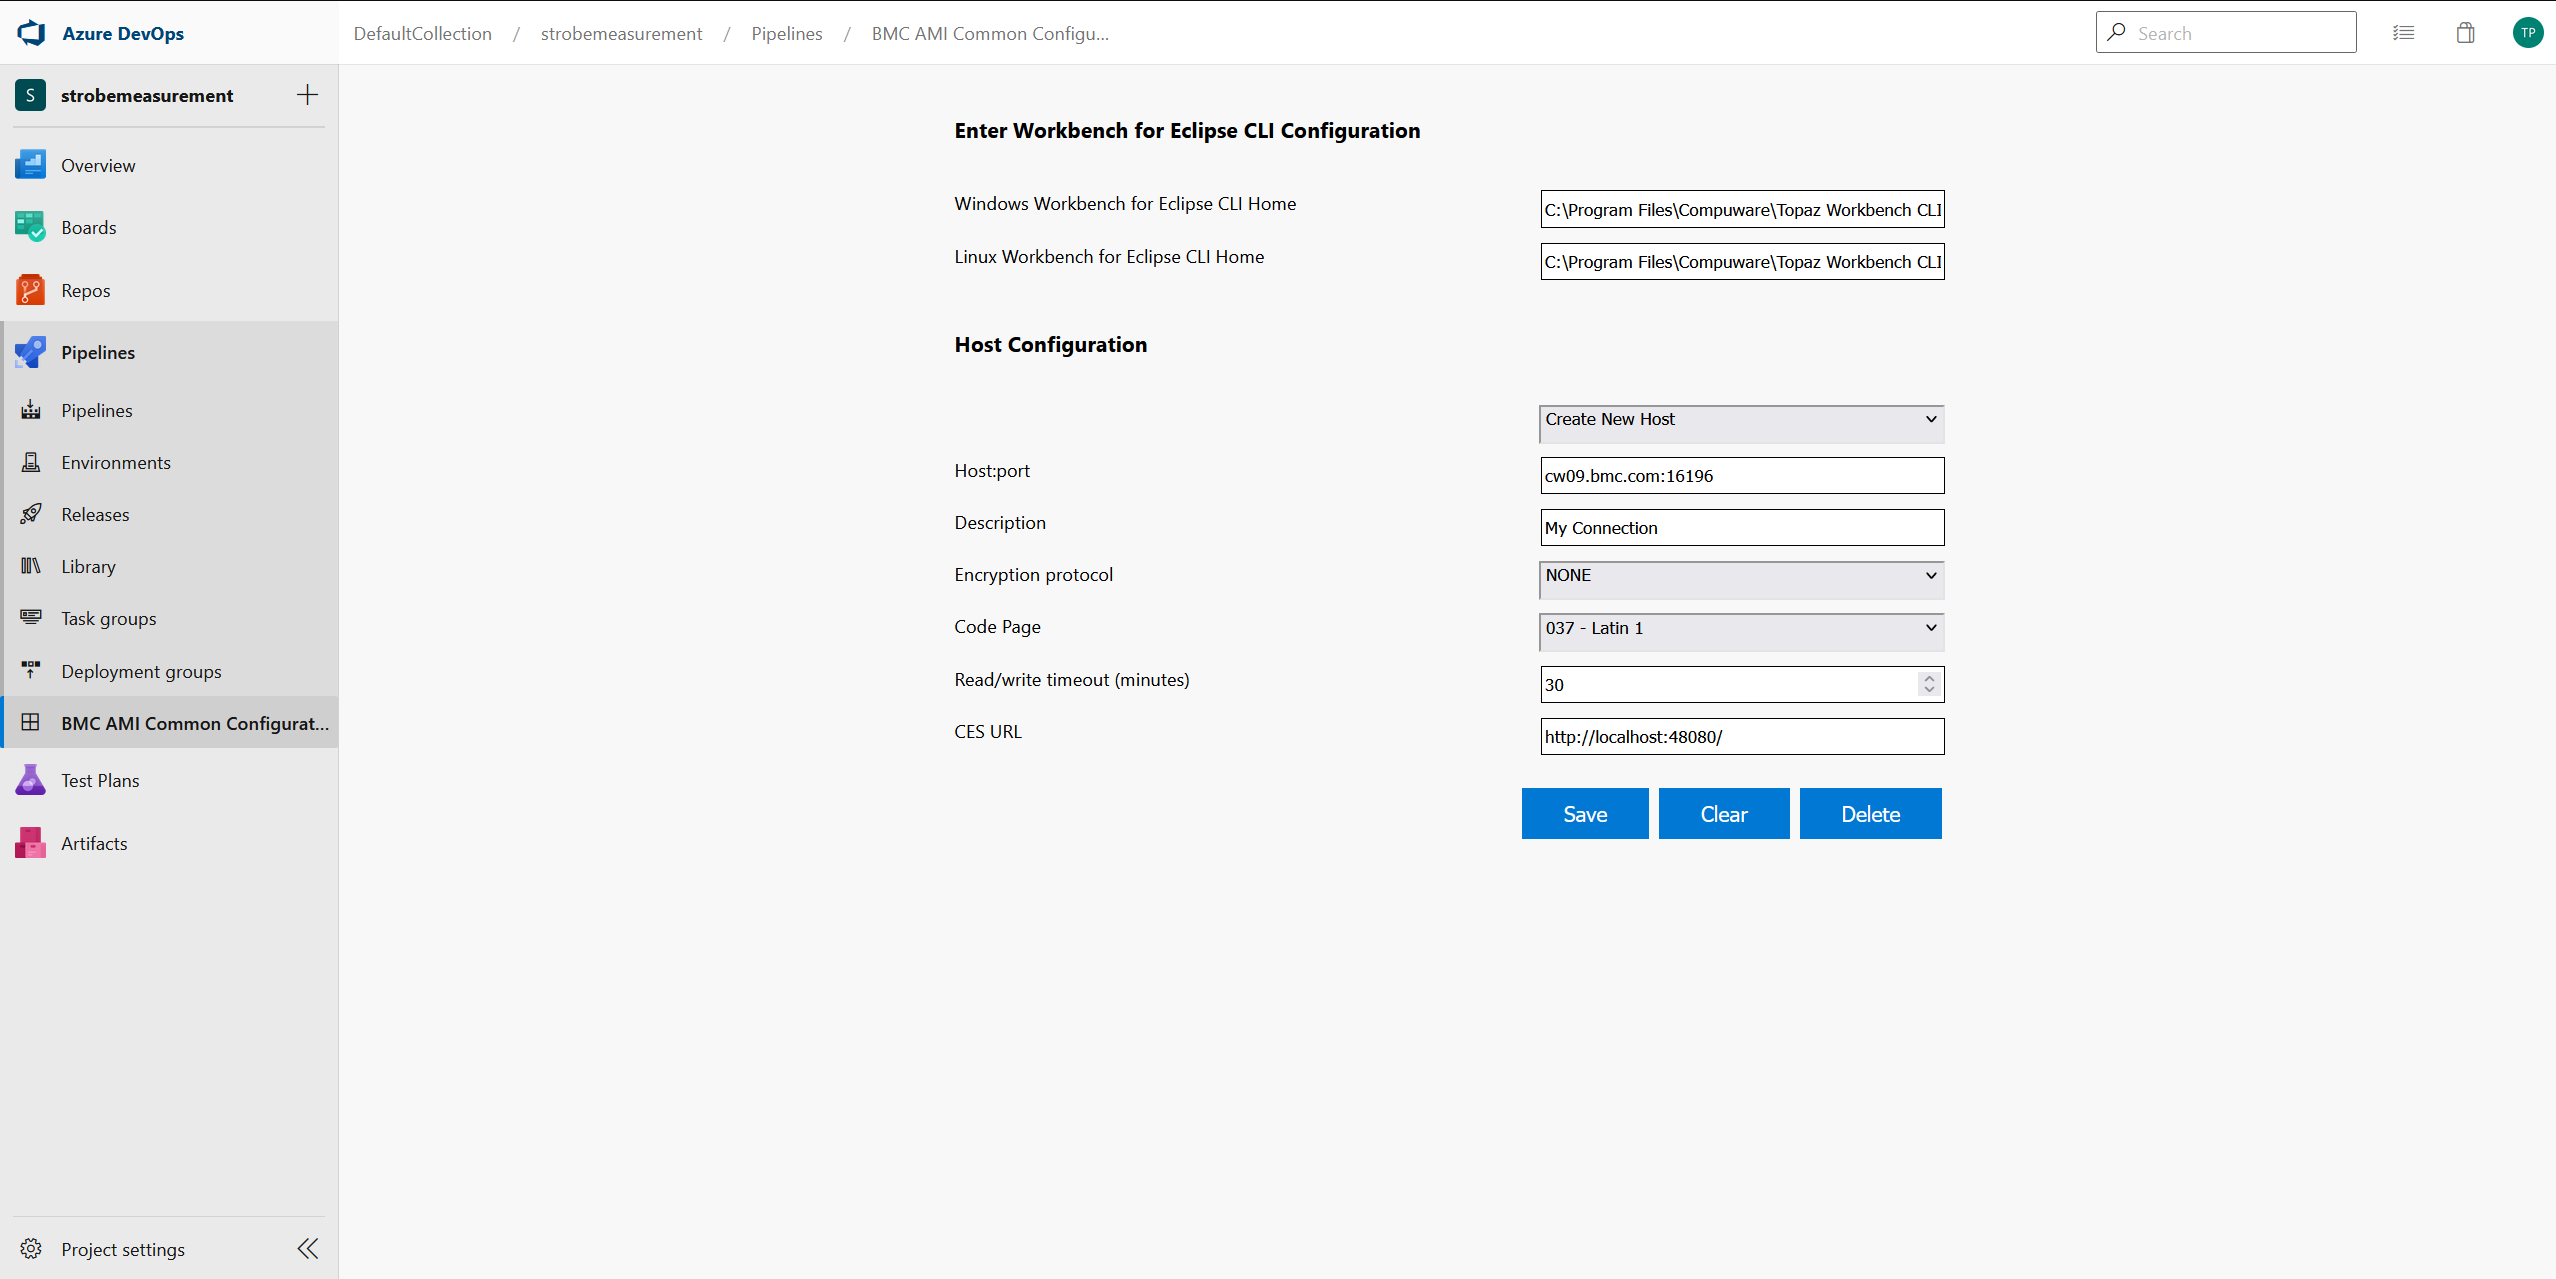 Azure DevOps
DefaultCollection / strobemeasurement / Pipelines / BMC AMI Common Configu...
Search
TP
S strobemeasurement
Overview
Boards
Repos
Pipelines
Pipelines
Environments
Releases
Library
Task groups
Deployment groups
BMC AMI Common Configurat...
Test Plans
Artifacts
Project settings
Enter Workbench for Eclipse CLI Configuration
Windows Workbench for Eclipse CLI Home C:\Program Files\Compuware\Topaz Workbench CLI
Linux Workbench for Eclipse CLI Home C:\Program Files\Compuware\Topaz Workbench CLI
Host Configuration
Create New Host
Host:port cw09.bmc.com:16196
Description My Connection
Encryption protocol NONE
Code Page 037 - Latin 1
Read/write timeout (minutes) 30
CES URL http://localhost:48080/
Save Clear Delete